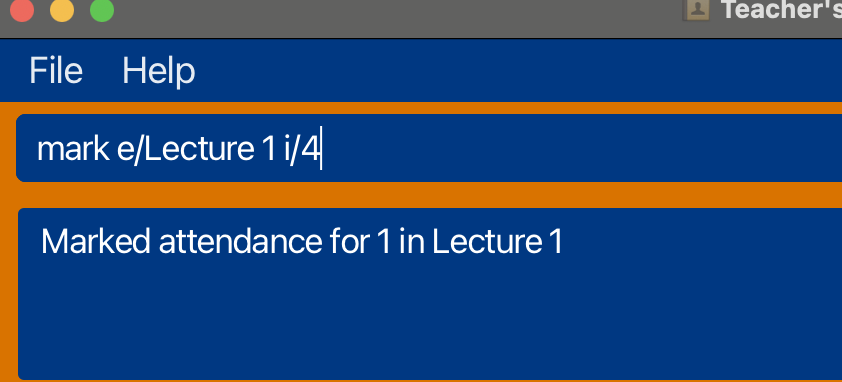 Teacher's
File Help
mark e/Lecture 1 i/4
Marked attendance for 1 in Lecture 1